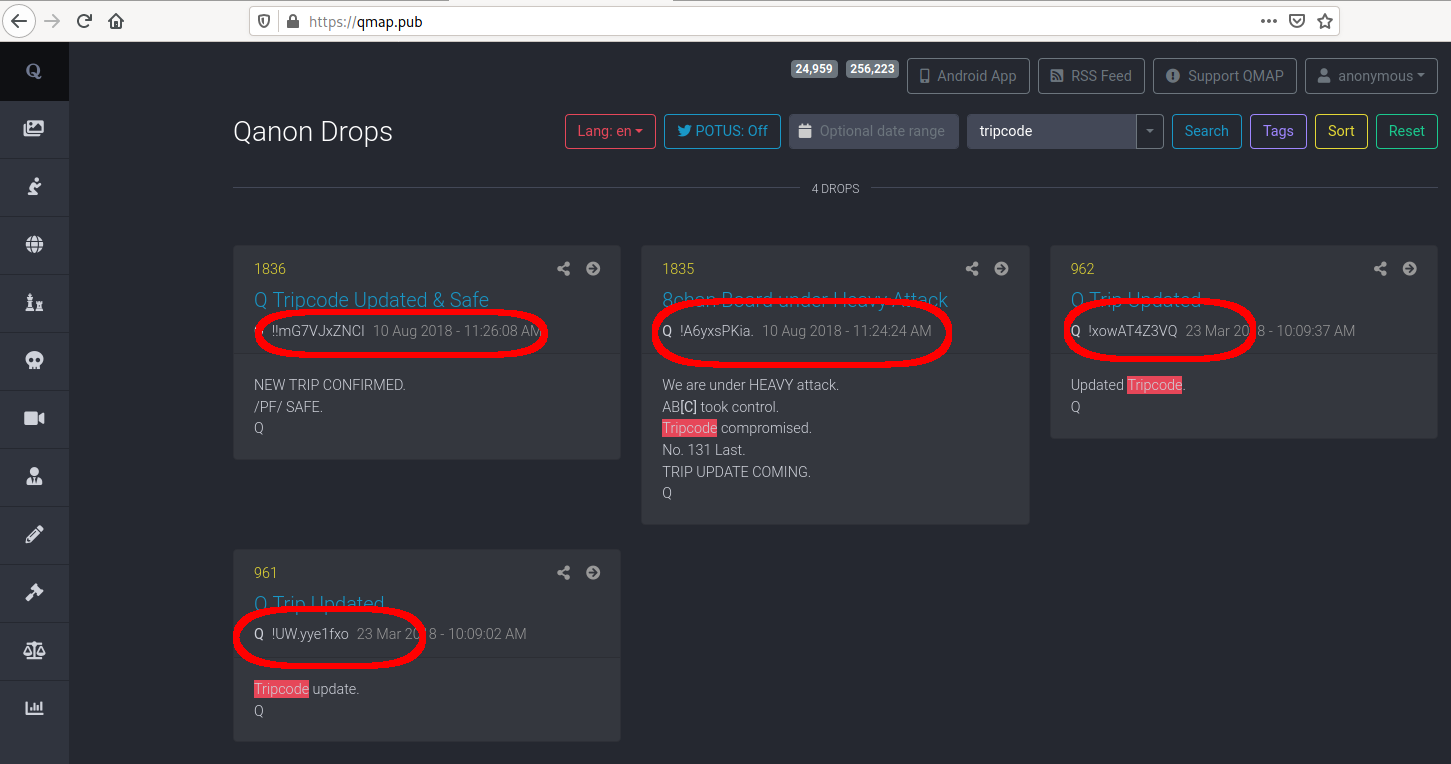 https://qmap.pub
Q
24,959 256,223 Android App RSS Feed Support QMAP anonymous
Qanon Drops Lang: en POTUS: Off Optional date range tripcode Search Tags Sort Reset
4 DROPS
1836
Q Tripcode Updated & Safe
!!mG7VJxZNCI 10 Aug 2018 - 11:26:08 AM
NEW TRIP CONFIRMED.
/PF/ SAFE.
Q
1835
8chan Board under Heavy Attack
Q !A6yxsPKia. 10 Aug 2018 - 11:24:24 AM
We are under HEAVY attack.
AB[C] took control.
Tripcode compromised.
No. 131 Last.
TRIP UPDATE COMING.
Q
962
Q Trip Updated
Q !xowAT4Z3VQ 23 Mar 2018 - 10:09:37 AM
Updated Tripcode.
Q
961
Q Trip Updated
Q !UW.yye1fxo 23 Mar 2018 - 10:09:02 AM
Tripcode update.
Q